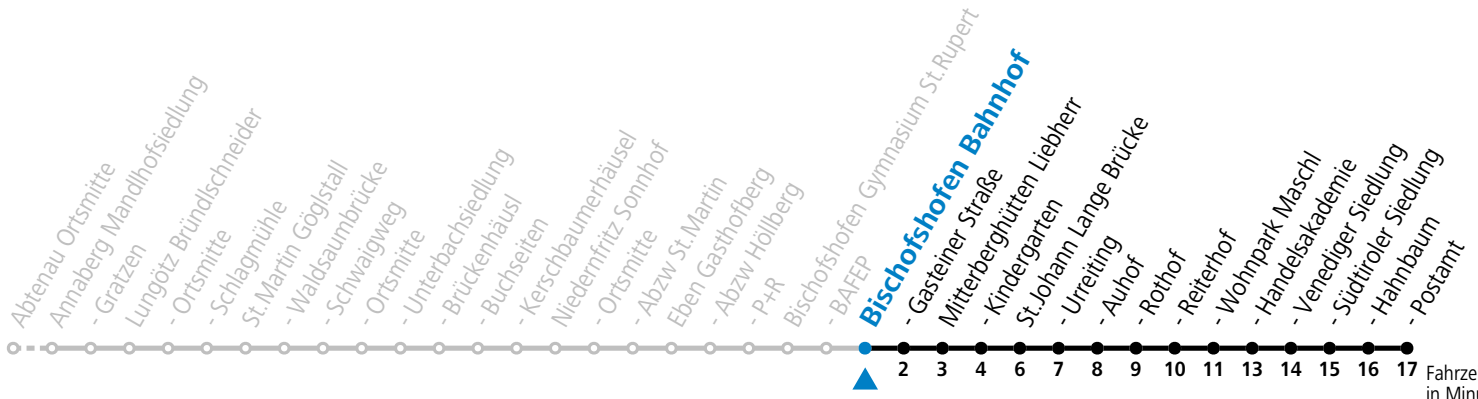 Abtenau Ortsmitte
Annaberg Mandlhofsiedlung
- Gratzen
Lungötz Bründlschneider
- Ortsmitte
- Schlagmühle
St.Martin Göglstall
- Waldsaumbrücke
- Schwaigweg
- Ortsmitte
- Unterbachsiedlung
- Brückenhäusl
- Buchseiten
- Kerschbaumerhäusel
Niedernfritz Sonnhof
- Ortsmitte
- Abzw St.Martin
Eben Gasthofberg
- Abzw Höllberg
- P+R
Bischofshofen Gymnasium St.Rupert
- BAFEP
Bischofshofen Bahnhof
- Gasteiner Straße
Mitterberghütten Liebherr
- Kindergarten
St.Johann Lange Brücke
- Urreiting
- Auhof
- Rothof
- Reiterhof
- Wohnpark Maschl
- Handelsakademie
- Venediger Siedlung
- Südtiroler Siedlung
- Hahnbaum
- Postamt
2 3 4 6 7 8 9 10 11 13 14 15 16 17